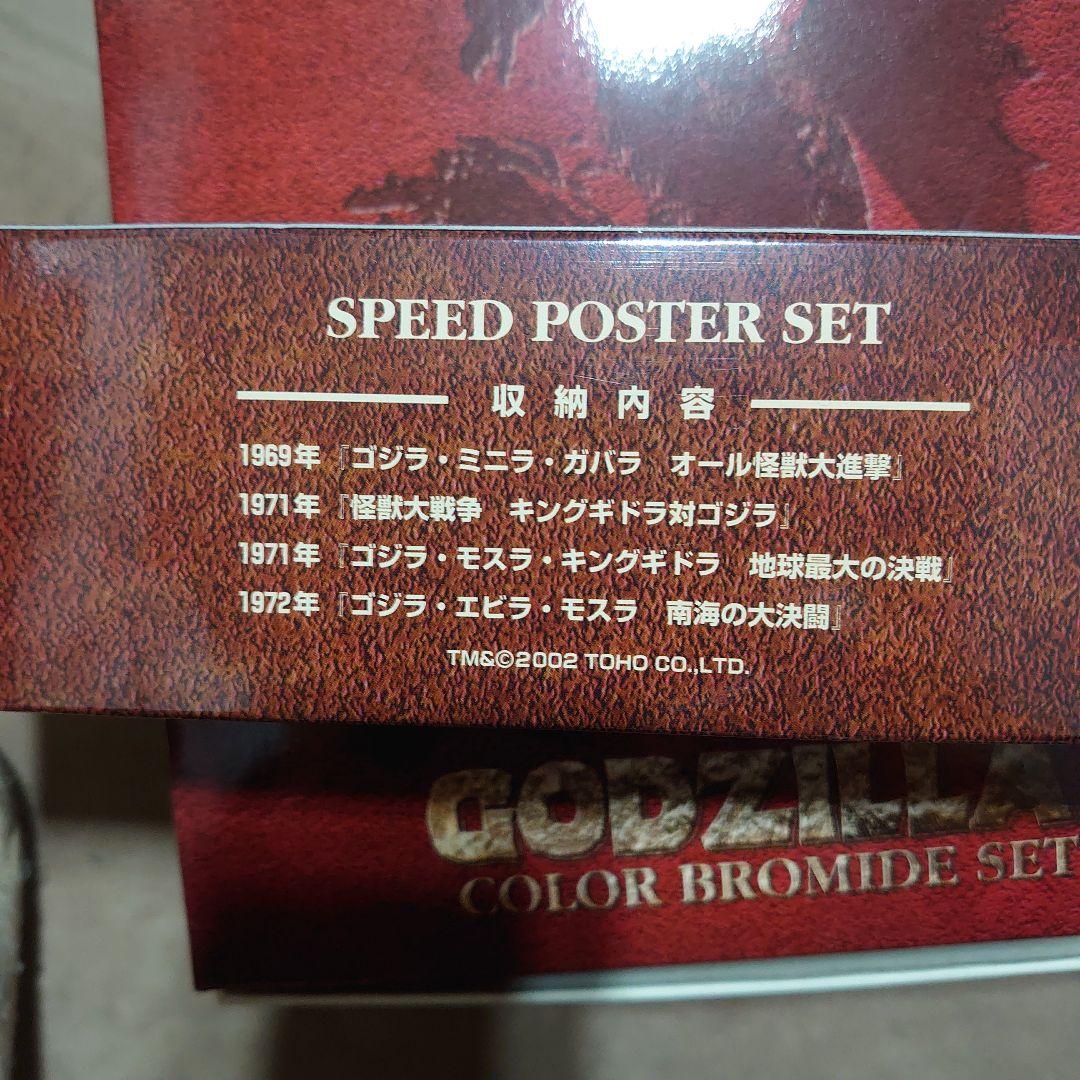 SPEED POSTER SET
収納内容
1969年『ゴジラ・ミニラ・ガバラ　オール怪獣大進撃』
1971年『怪獣大戦争　キングギドラ対ゴジラ』
1971年『ゴジラ・モスラ・キングギドラ　地球最大の決戦』
1972年『ゴジラ・エビラ・モスラ　南海の大決闘』
TM&©2002 TOHO CO.,LTD.
GODZILLA
COLOR BROMIDE SET